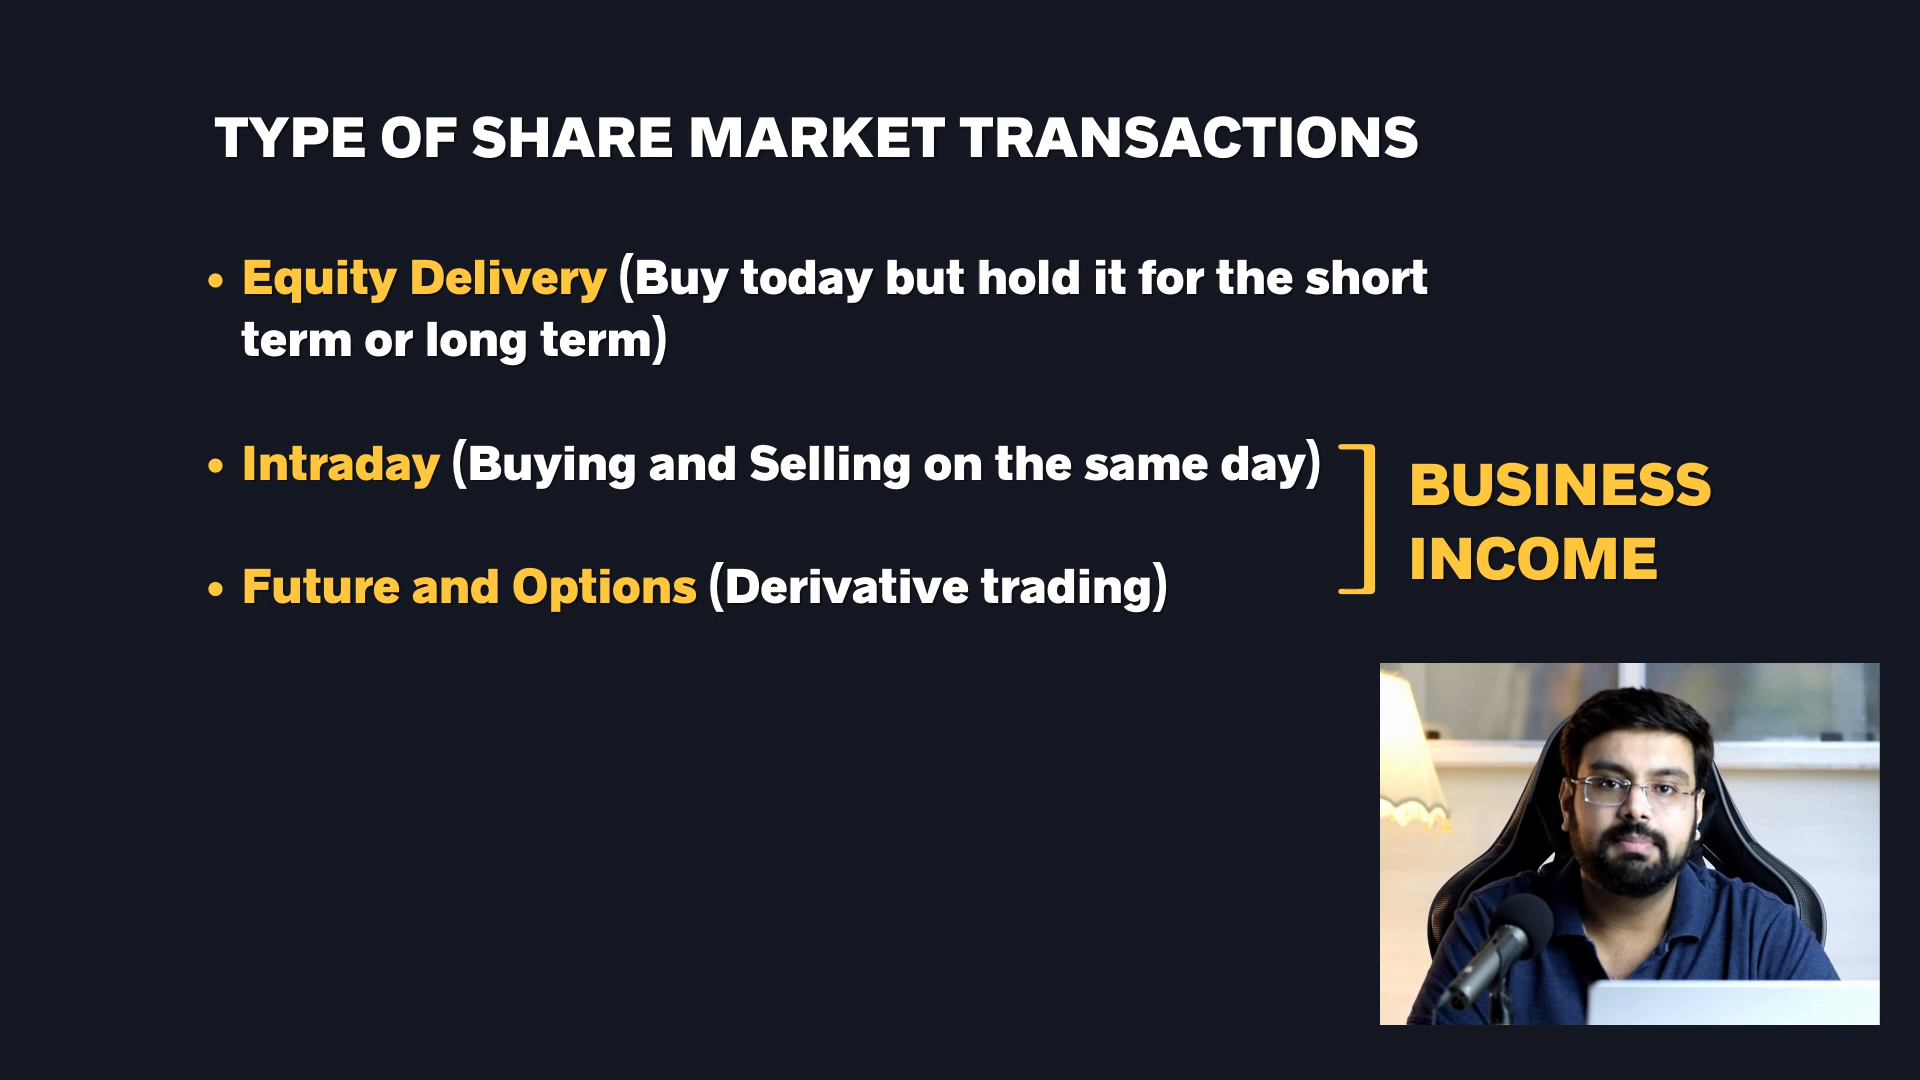 TYPE OF SHARE MARKET TRANSACTIONS
• Equity Delivery (Buy today but hold it for the short
term or long term)
• Intraday (Buying and Selling on the same day)
• Future and Options (Derivative trading)
BUSINESS
INCOME